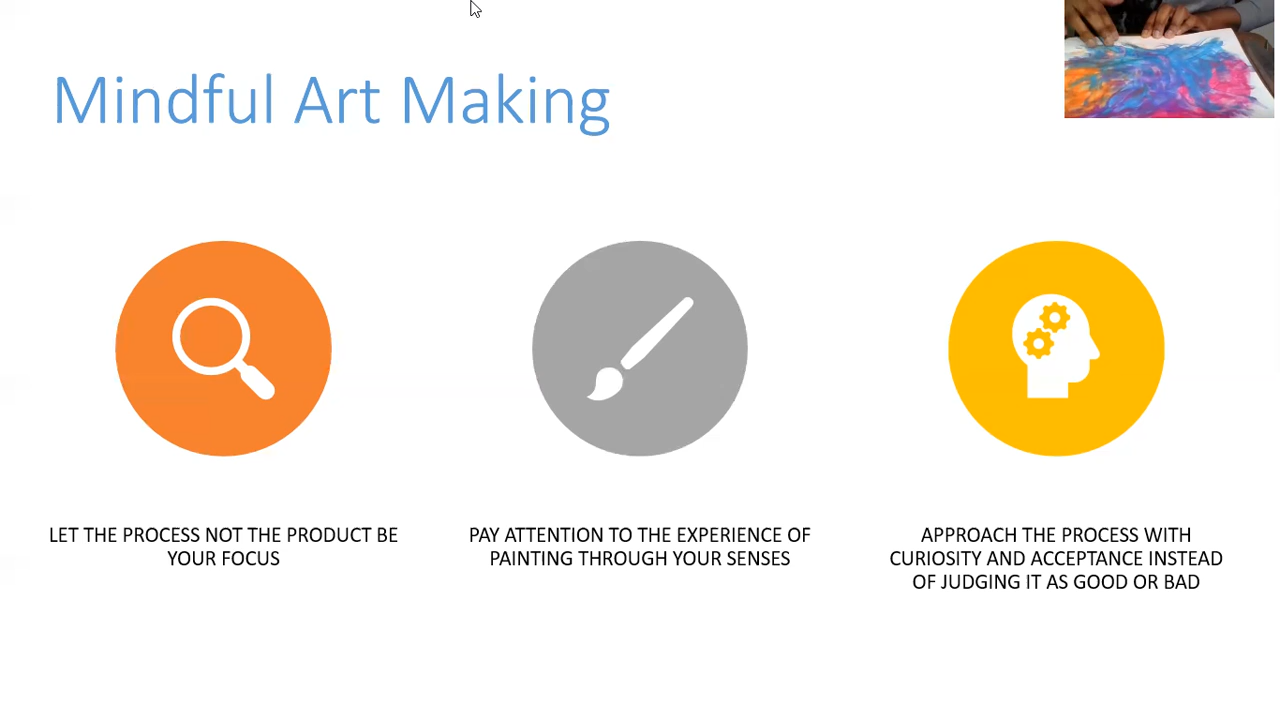 Mindful Art Making
LET THE PROCESS NOT THE PRODUCT BE
YOUR FOCUS
PAY ATTENTION TO THE EXPERIENCE OF
PAINTING THROUGH YOUR SENSES
APPROACH THE PROCESS WITH
CURIOSITY AND ACCEPTANCE INSTEAD
OF JUDGING IT AS GOOD OR BAD